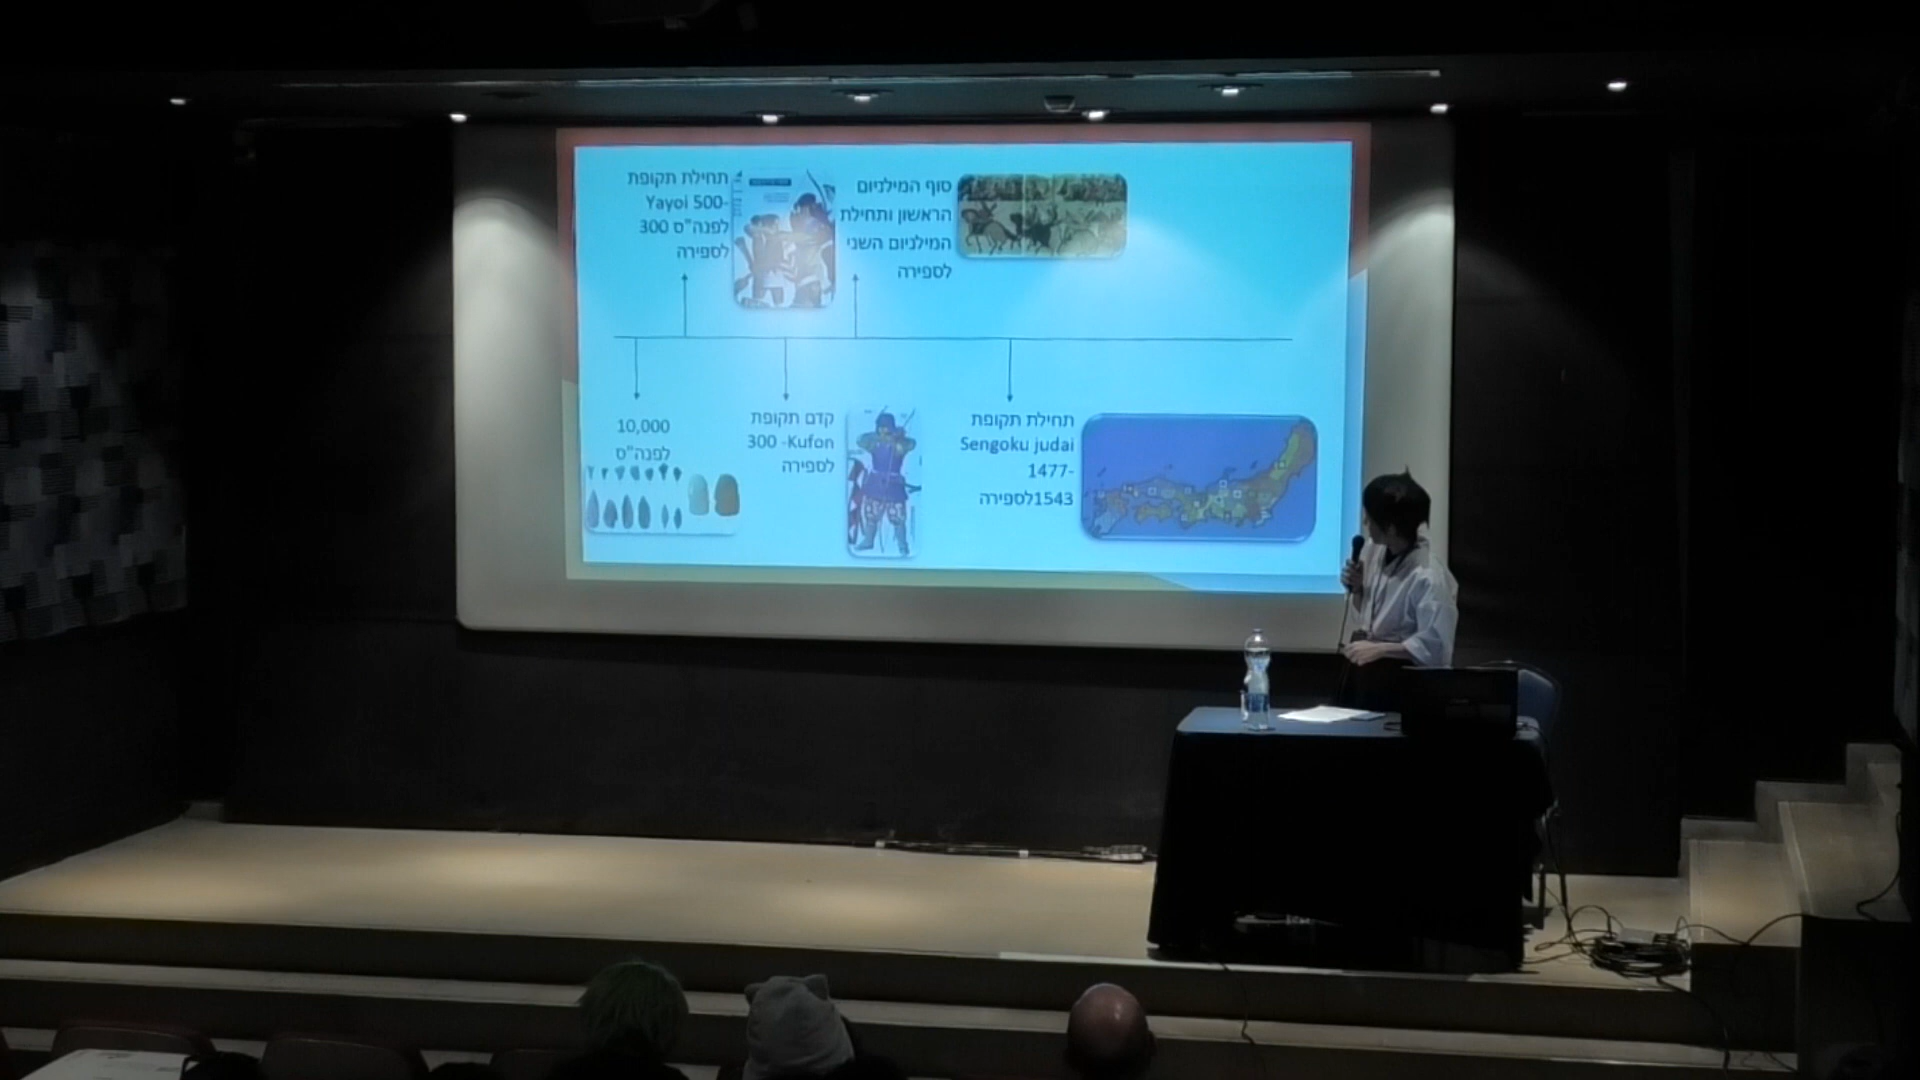 תחילת תקופת
Yayoi 500-
לפנה"ס 300
לספירה
סוף המילניום
הראשון ותחילת
המילניום השני
לספירה
10,000
לפנה"ס
קדם תקופת
300 -Kufon
לספירה
תחילת תקופת
Sengoku judai
1477-
1543לספירה